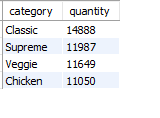 category quantity
Classic 14888
Supreme 11987
Veggie 11649
Chicken 11050